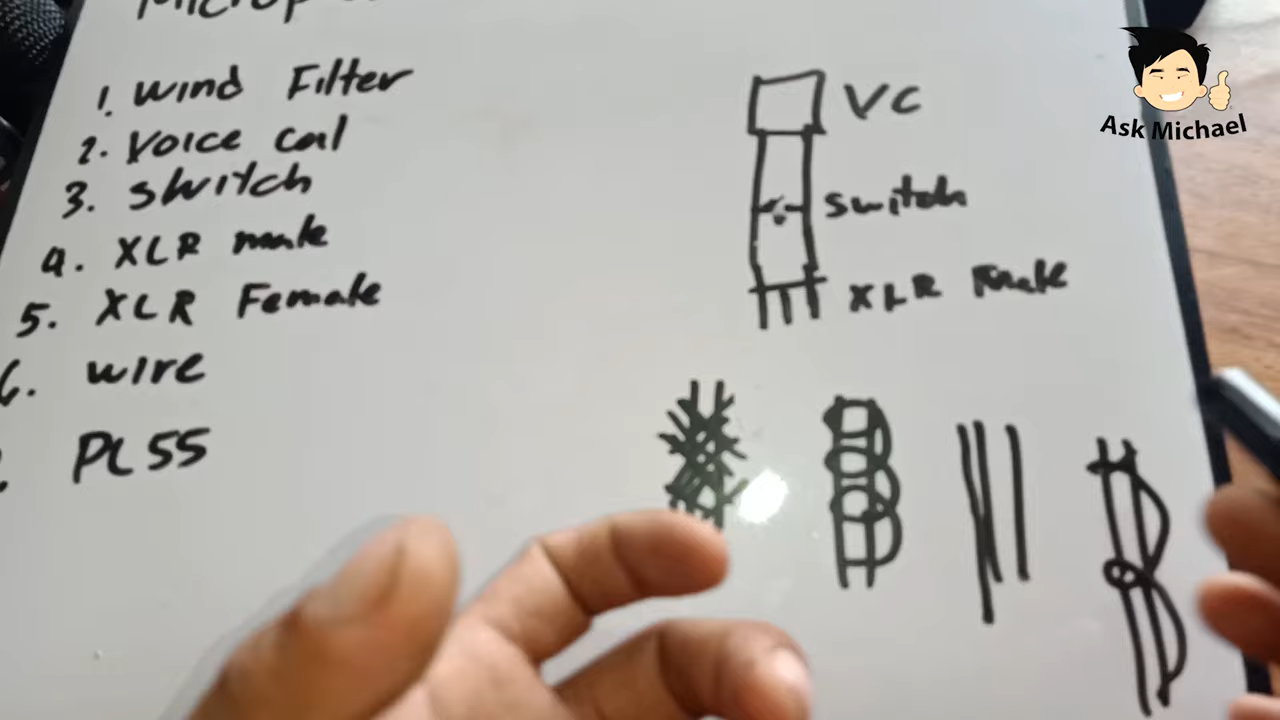 1. Wind Filter
2. Voice Coil
3. Switch
4. XLR male
5. XLR Female
6. wire
PL55
VC
switch
XLR male
Ask Michael